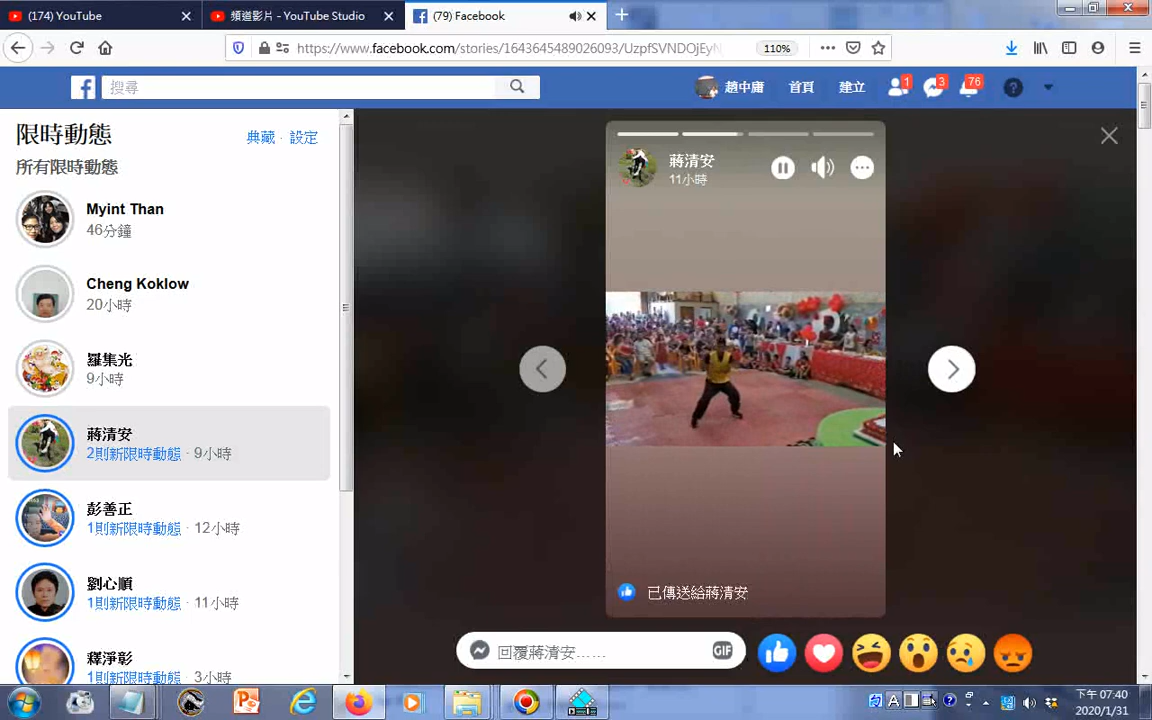 (174) YouTube
頻道影片 - YouTube Studio
(79) Facebook
https://www.facebook.com/stories/1643645489026093/UzpfSVNDOjEyN
110%
搜尋
趙中庸
首頁
建立
1
3
76
限時動態
典藏 · 設定
所有限時動態
Myint Than
46分鐘
Cheng Koklow
20小時
羅集光
9小時
蔣清安
2則新限時動態 · 9小時
彭善正
1則新限時動態 · 12小時
劉心順
1則新限時動態 · 11小時
釋淨彰
1則新限時動態 · 3小時
蔣清安
11小時
已傳送給蔣清安
回覆蔣清安……
GIF
下午 07:40
2020/1/31